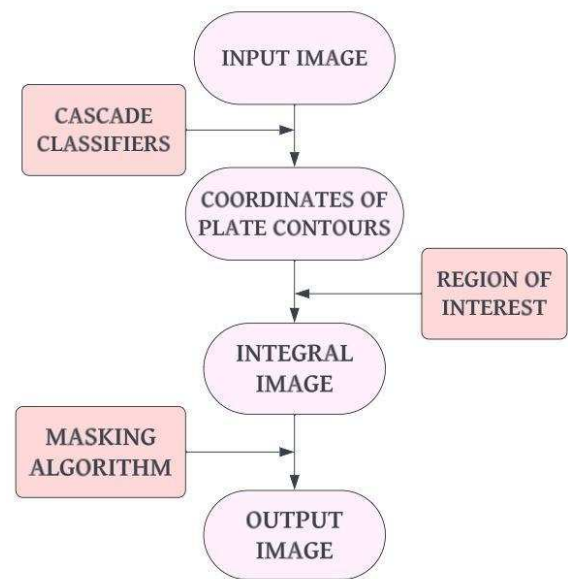 INPUT IMAGE
CASCADE
CLASSIFIERS
COORDINATES OF
PLATE CONTOURS
REGION OF
INTEREST
INTEGRAL
IMAGE
MASKING
ALGORITHM
OUTPUT
IMAGE